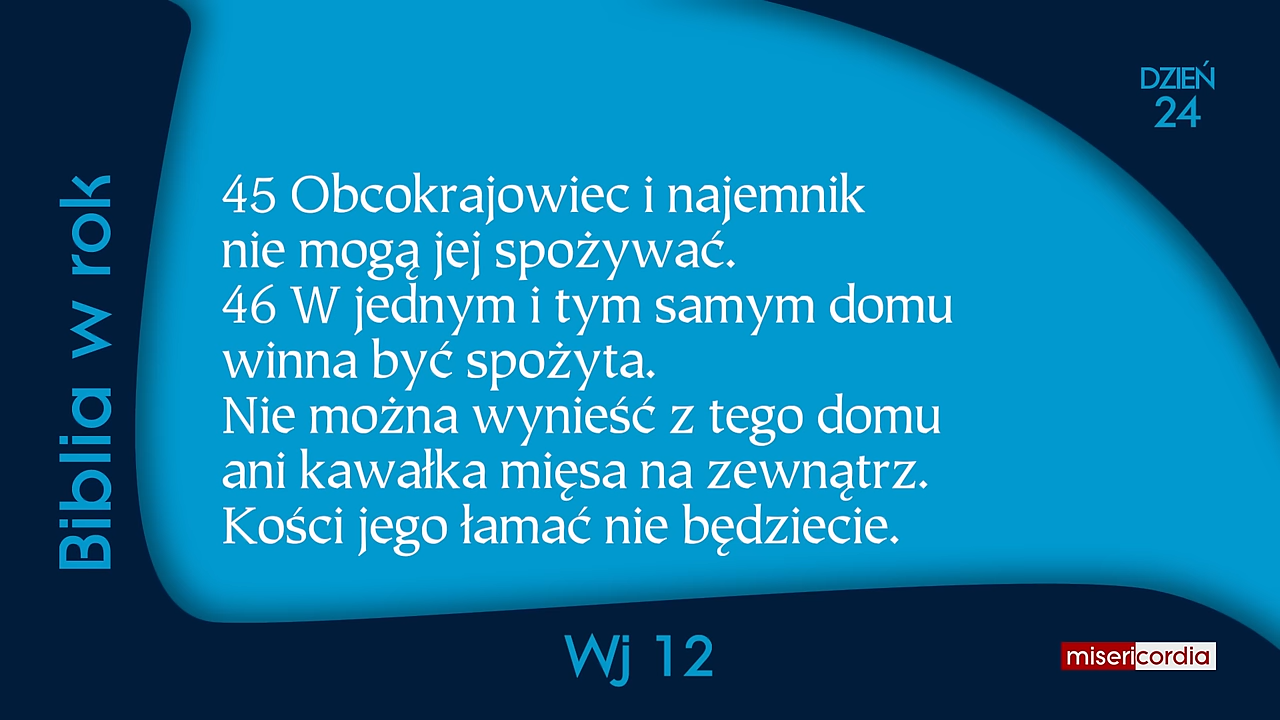 DZIEŃ
24
Biblia w rok
45 Obcokrajowiec i najemnik
nie mogą jej spożywać.
46 W jednym i tym samym domu
winna być spożyta.
Nie można wynieść z tego domu
ani kawałka mięsa na zewnątrz.
Kości jego łamać nie będziecie.
Wj 12
misericordia